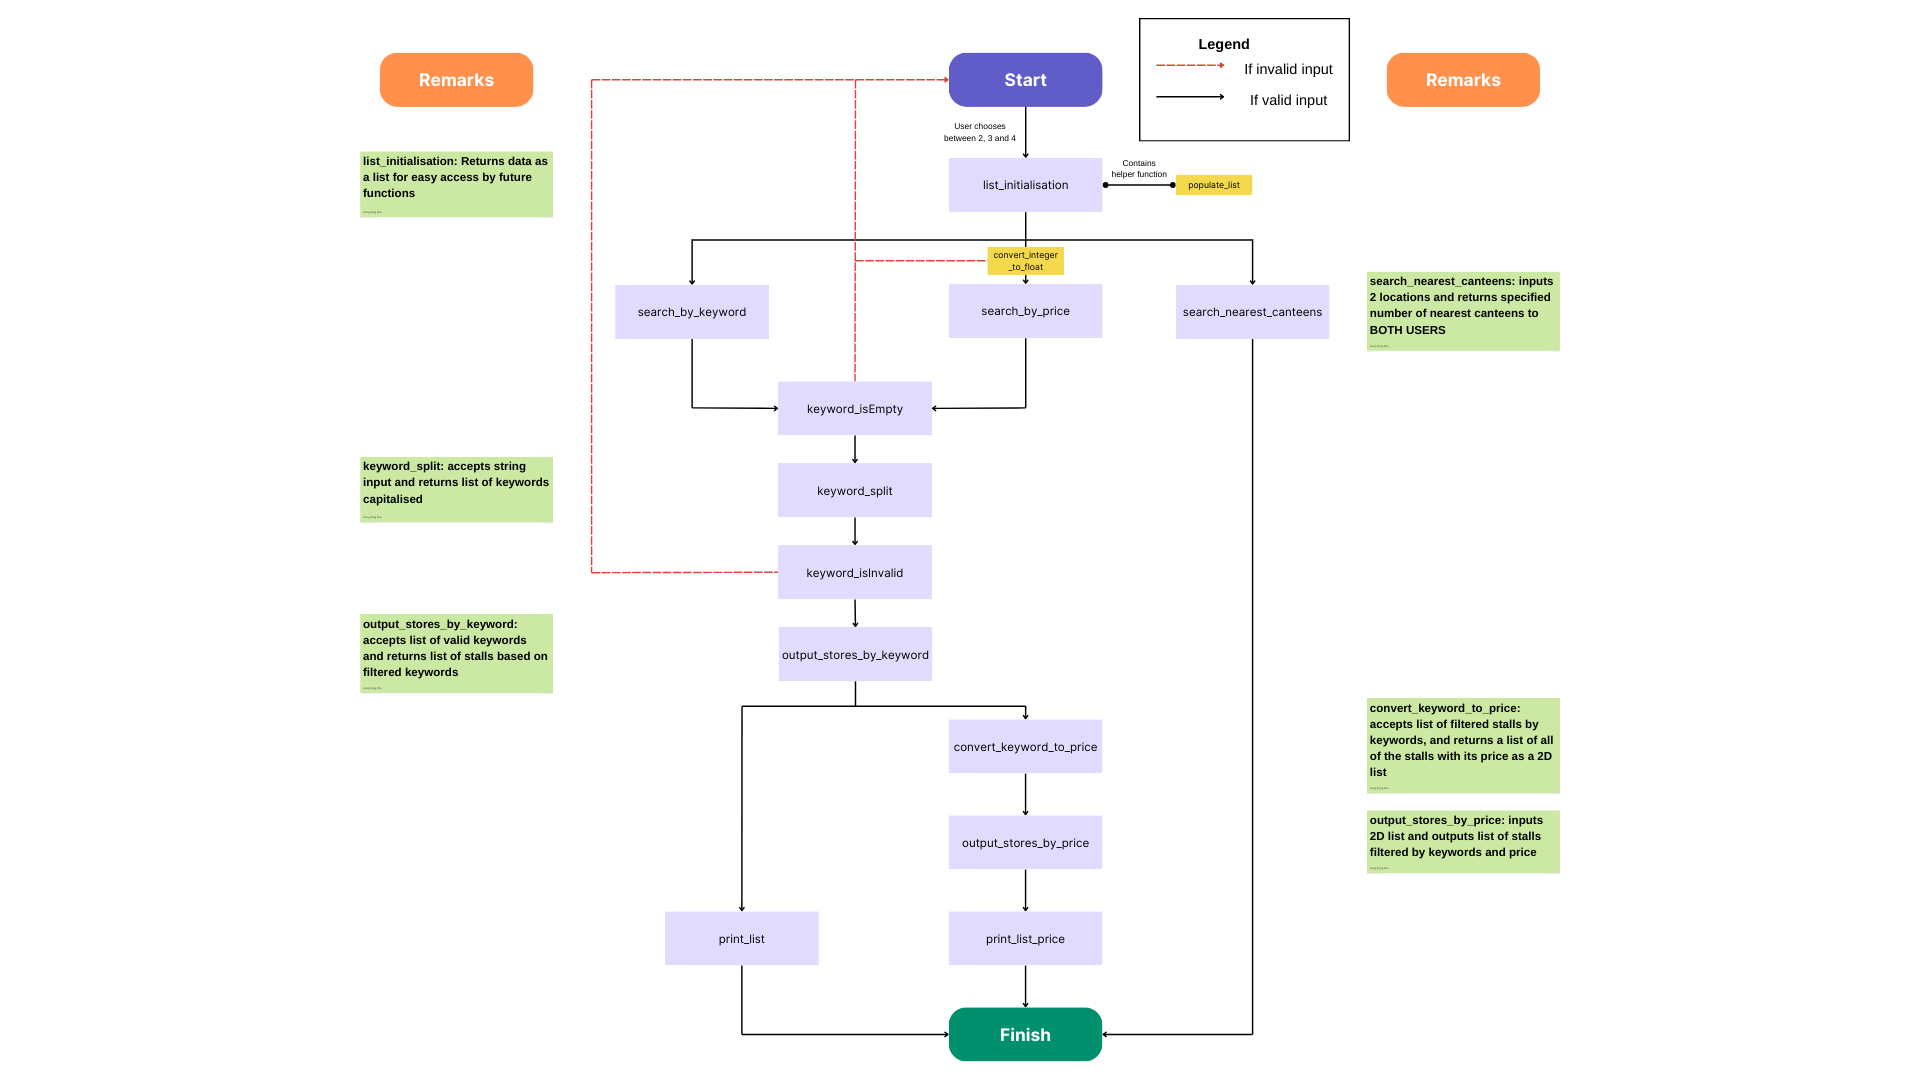 Remarks
Start
Legend
If invalid input
If valid input
Remarks
User chooses
between 2, 3 and 4
list_initialisation: Returns data as
a list for easy access by future
functions
list_initialisation
Contains
helper function
populate_list
convert_integer
_to_float
search_by_keyword
search_by_price
search_nearest_canteens
search_nearest_canteens: inputs
2 locations and returns specified
number of nearest canteens to
BOTH USERS
keyword_isEmpty
keyword_split: accepts string
input and returns list of keywords
capitalised
keyword_split
keyword_isInvalid
output_stores_by_keyword:
accepts list of valid keywords
and returns list of stalls based on
filtered keywords
output_stores_by_keyword
convert_keyword_to_price
convert_keyword_to_price:
accepts list of filtered stalls by
keywords, and returns a list of all
of the stalls with its price as a 2D
list
output_stores_by_price
output_stores_by_price: inputs
2D list and outputs list of stalls
filtered by keywords and price
print_list
print_list_price
Finish